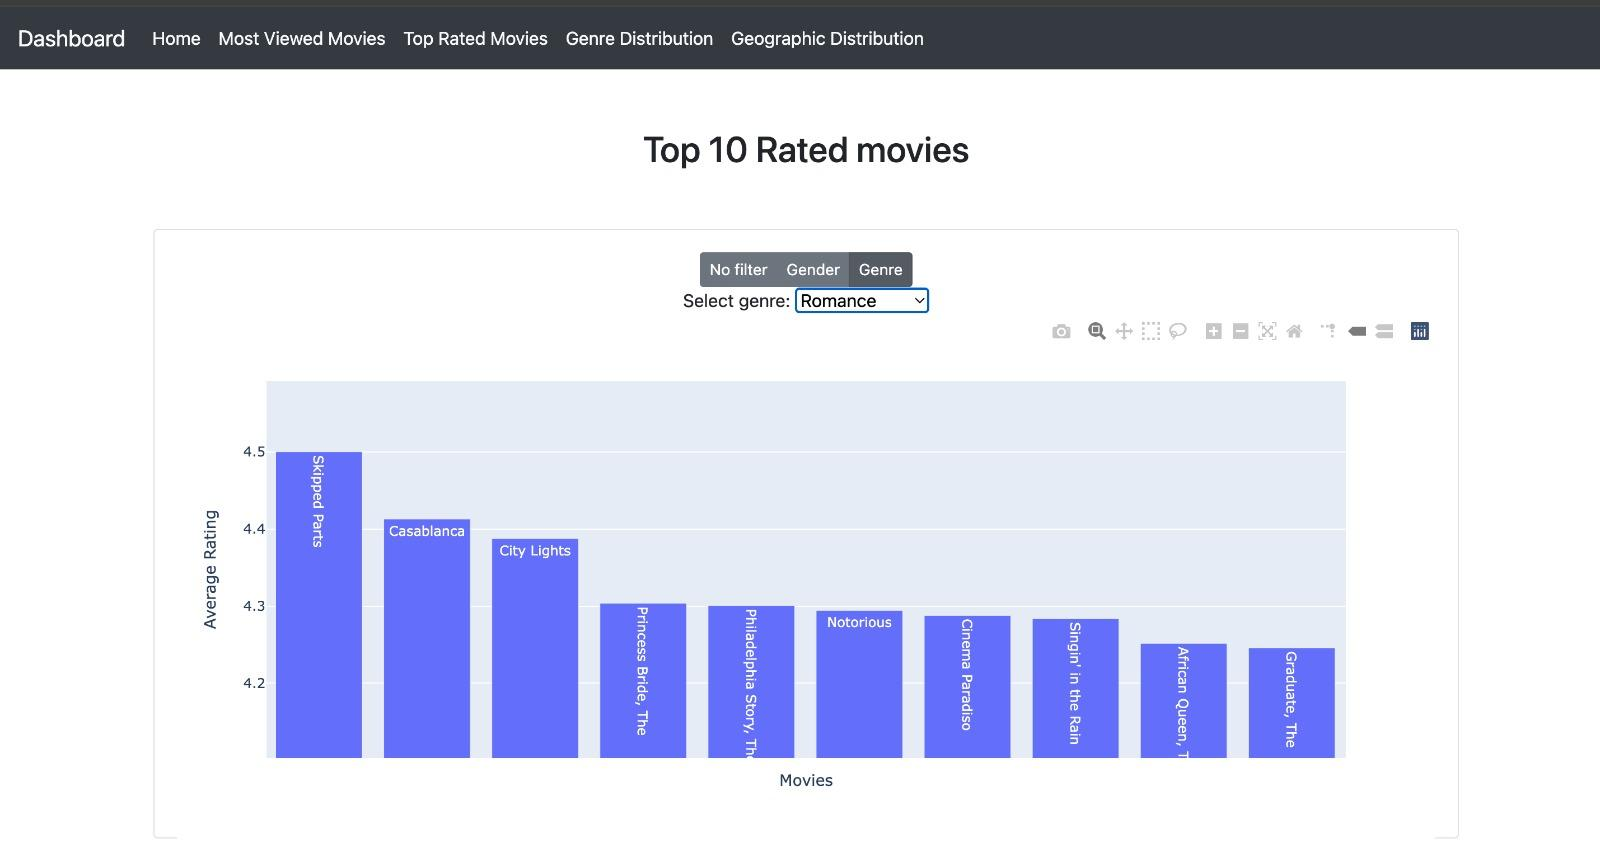 Dashboard Home Most Viewed Movies Top Rated Movies Genre Distribution Geographic Distribution
Top 10 Rated movies
No filter Gender Genre
Select genre: Romance
Average Rating
4.5
4.4
4.3
4.2
Skipped Parts
Casablanca
City Lights
Princess Bride, The
Philadelphia Story, The
Notorious
Cinema Paradiso
Singin' in the Rain
African Queen, T
Graduate, The
Movies